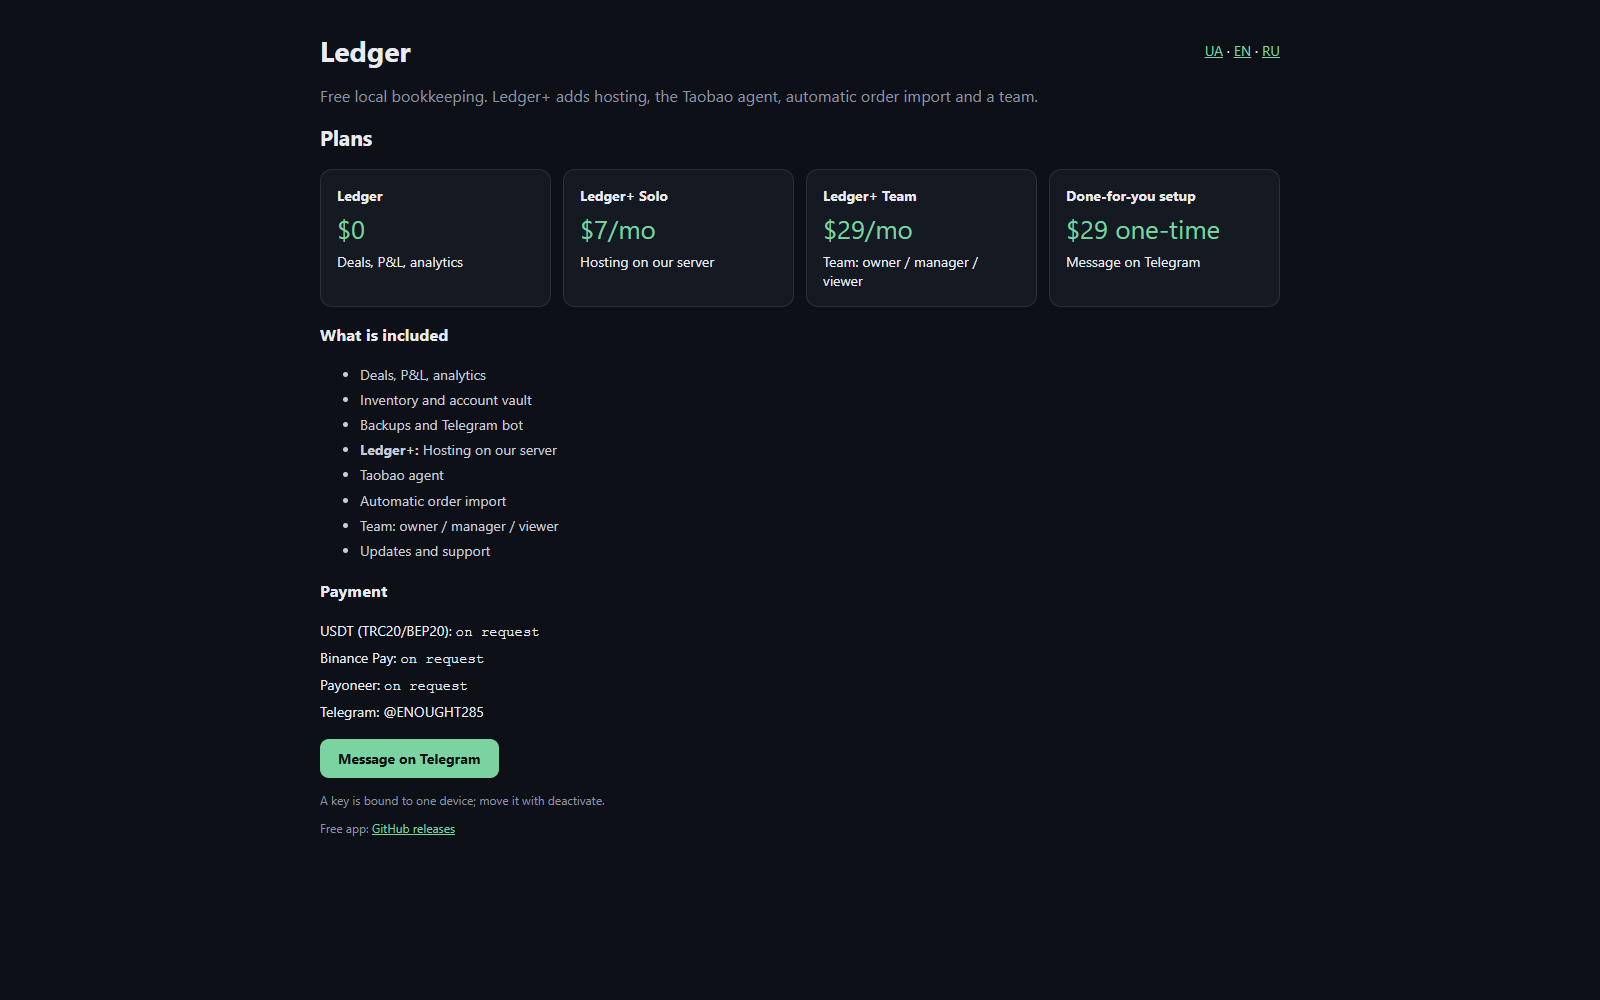 Ledger
UA · EN · RU
Free local bookkeeping. Ledger+ adds hosting, the Taobao agent, automatic order import and a team.
Plans
Ledger
$0
Deals, P&L, analytics
Ledger+ Solo
$7/mo
Hosting on our server
Ledger+ Team
$29/mo
Team: owner / manager /
viewer
Done-for-you setup
$29 one-time
Message on Telegram
What is included
Deals, P&L, analytics
Inventory and account vault
Backups and Telegram bot
Ledger+: Hosting on our server
Taobao agent
Automatic order import
Team: owner / manager / viewer
Updates and support
Payment
USDT (TRC20/BEP20): on request
Binance Pay: on request
Payoneer: on request
Telegram: @ENOUGHT285
Message on Telegram
A key is bound to one device; move it with deactivate.
Free app: GitHub releases